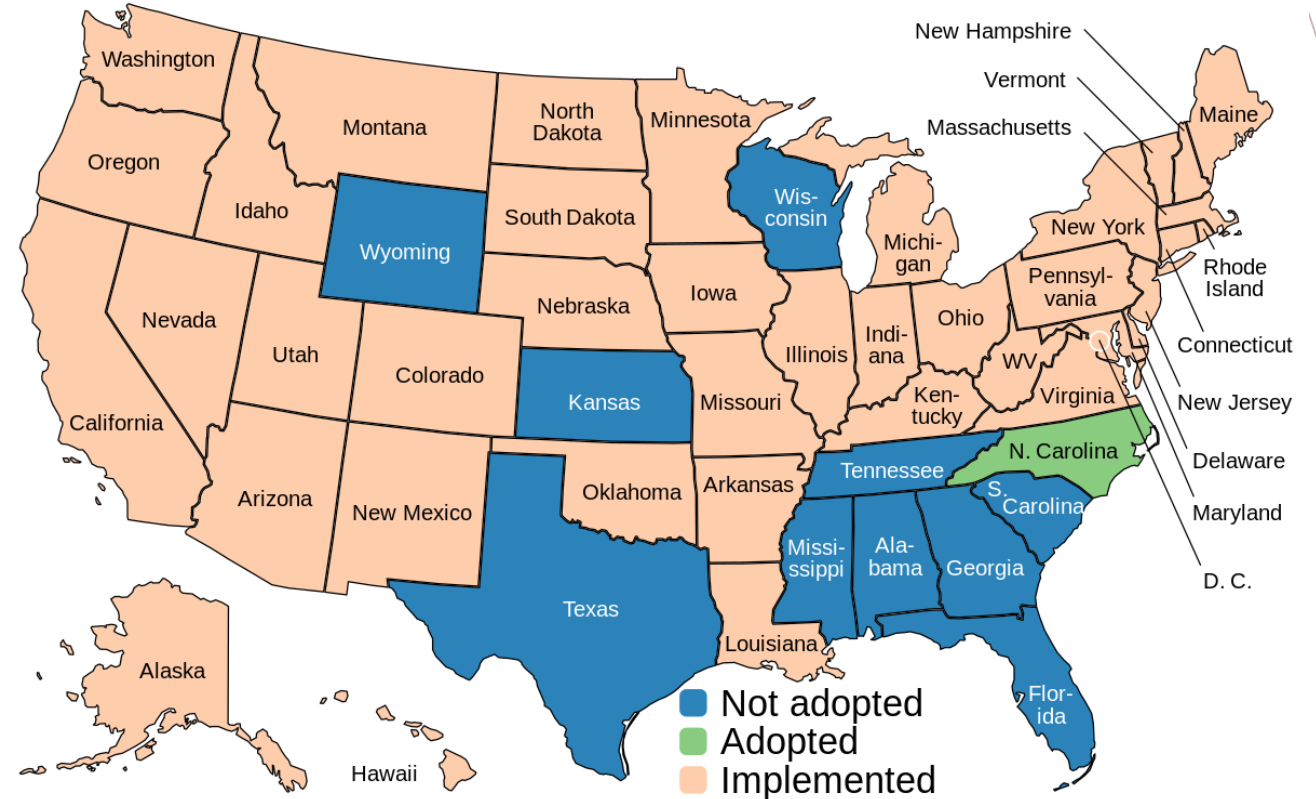 New Hampshire
Vermont
Massachusetts
Maine
Washington
Montana
North
Dakota
Minnesota
Oregon
Idaho
Wyoming
South Dakota
Wis-
consin
Michi-
gan
New York
Rhode
Island
Pennsyl-
vania
Connecticut
Nevada
Utah
Colorado
Nebraska
Iowa
Illinois
Indi-
ana
Ohio
WV
Virginia
New Jersey
California
Kansas
Missouri
Ken-
tucky
Delaware
Arizona
New Mexico
Oklahoma
Arkansas
Tennessee
N. Carolina
S.
Carolina
Maryland
D. C.
Texas
Louisiana
Missi-
ssippi
Ala-
bama
Georgia
Flor-
ida
Alaska
Hawaii
Not adopted
Adopted
Implemented